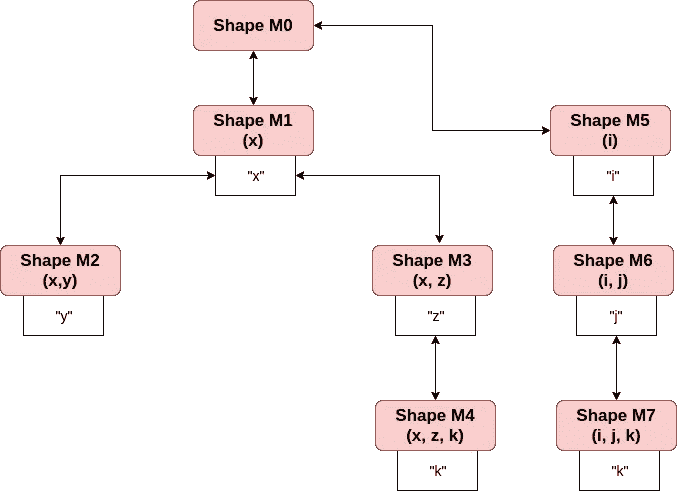 Shape M0
Shape M1
(x)
"x"
Shape M5
(i)
"i"
Shape M2
(x,y)
"y"
Shape M3
(x, z)
"z"
Shape M6
(i, j)
"j"
Shape M4
(x, z, k)
"k"
Shape M7
(i, j, k)
"k"